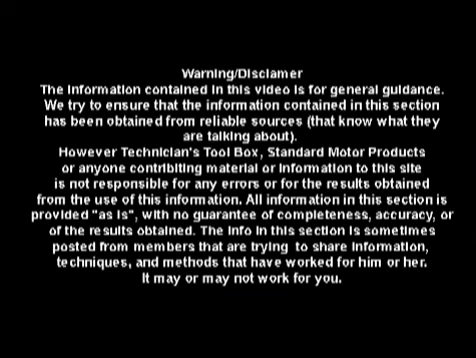 Warning/Disclamer
The information contained in this video is for general guidance.
We try to ensure that the information contained in this section
has been obtained from reliable sources (that know what they
are talking about).
However Technician's Tool Box, Standard Motor Products
or anyone contribiting material or information to this site
is not responsible for any errors or for the results obtained
from the use of this information. All information in this section is
provided "as is", with no guarantee of completeness, accuracy, or
of the results obtained. The info in this section is sometimes
posted from members that are trying to share information,
techniques, and methods that have worked for him or her.
It may or may not work for you.